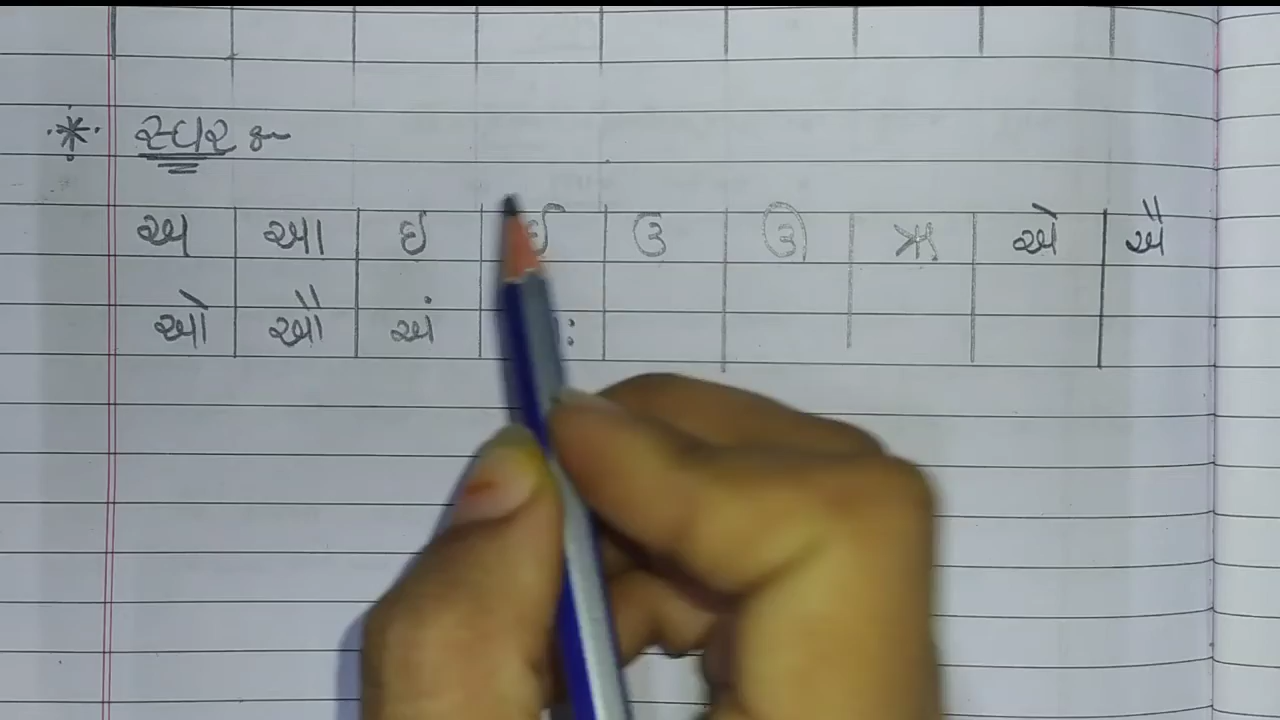 * સ્વર :-
અ આ ઇ ઈ ઉ ઊ ઋ એ ઐ
ઓ ઔ અં :